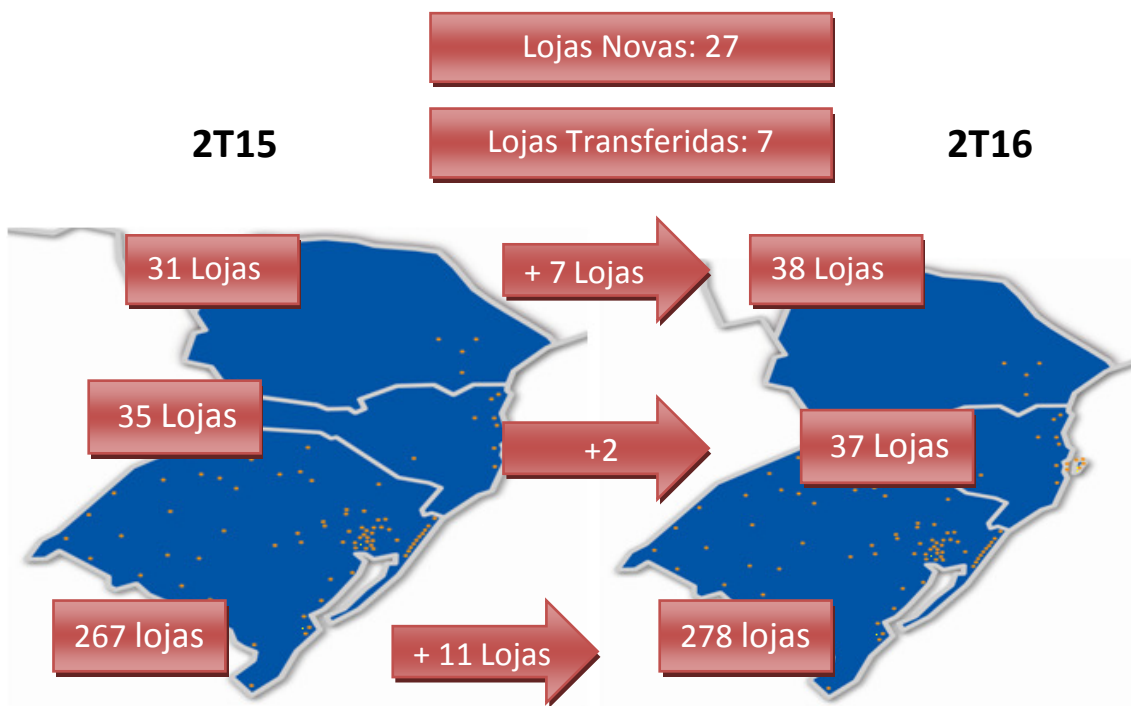 Lojas Novas: 27
2T15
Lojas Transferidas: 7
2T16
31 Lojas
+ 7 Lojas
38 Lojas
35 Lojas
+2
37 Lojas
267 lojas
+ 11 Lojas
278 lojas